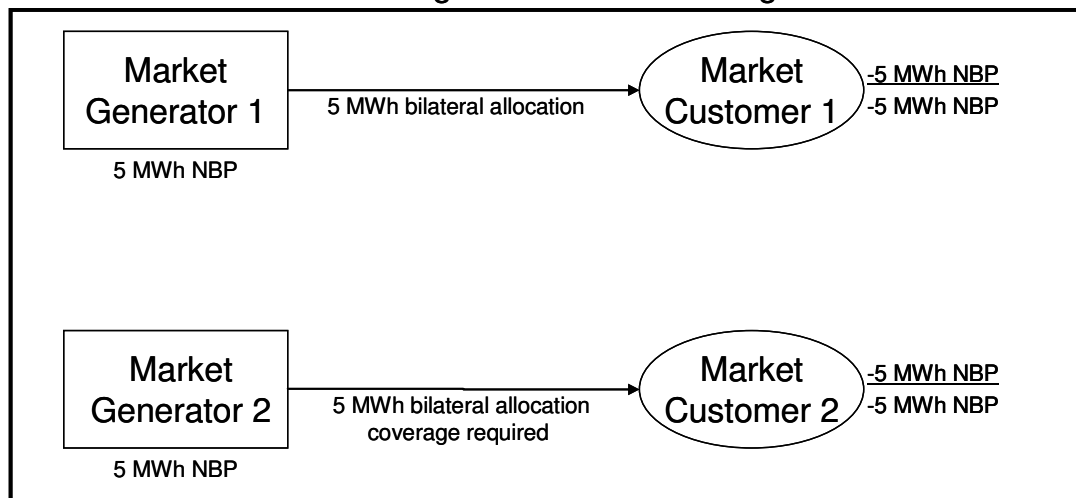 Market
Generator 1
5 MWh bilateral allocation
Market
Customer 1
-5 MWh NBP
-5 MWh NBP
5 MWh NBP
Market
Generator 2
5 MWh bilateral allocation
coverage required
Market
Customer 2
-5 MWh NBP
-5 MWh NBP
5 MWh NBP